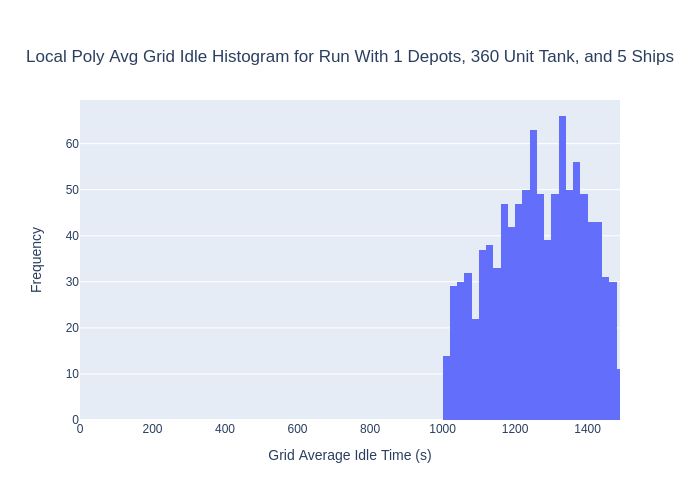 Local Poly Avg Grid Idle Histogram for Run With 1 Depots, 360 Unit Tank, and 5 Ships
Frequency
60
50
40
30
20
10
0
0 200 400 600 800 1000 1200 1400
Grid Average Idle Time (s)